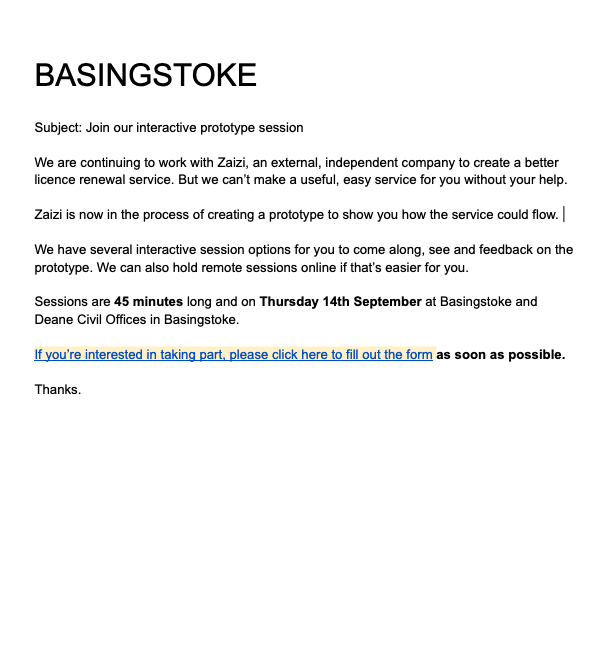 BASINGSTOKE
Subject: Join our interactive prototype session
We are continuing to work with Zaizi, an external, independent company to create a better
licence renewal service. But we can’t make a useful, easy service for you without your help.
Zaizi is now in the process of creating a prototype to show you how the service could flow.
We have several interactive session options for you to come along, see and feedback on the
prototype. We can also hold remote sessions online if that’s easier for you.
Sessions are 45 minutes long and on Thursday 14th September at Basingstoke and
Deane Civil Offices in Basingstoke.
If you’re interested in taking part, please click here to fill out the form as soon as possible.
Thanks.